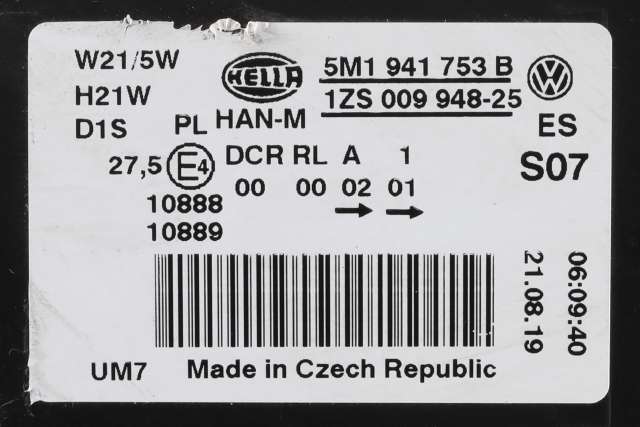 W21/5W
H21W
D1S PL
HELLA
HAN-M
5M1 941 753 B
1ZS 009 948-25
VW
ES
S07
27,5 E4 DCR RL A 1
00 00 02 01
10888
10889
21.08.19
06:09:40
UM7 Made in Czech Republic